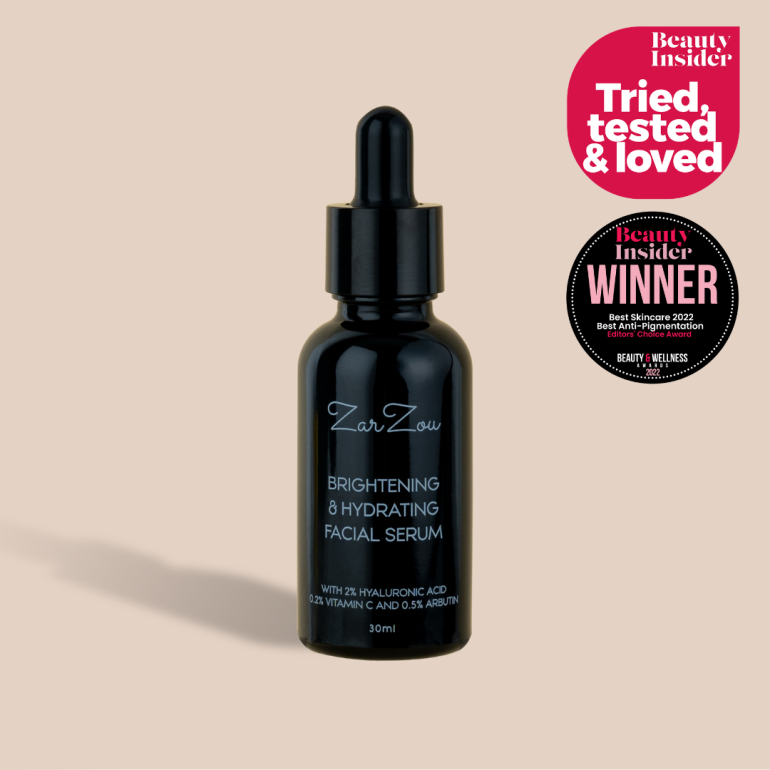 Beauty
Insider
Tried,
tested
& loved
Beauty
Insider
WINNER
Best Skincare 2022
Best Anti-Pigmentation
Editors' Choice Award
BEAUTY & WELLNESS
AWARDS
2022
ZarZou
BRIGHTENING
& HYDRATING
FACIAL SERUM
WITH 2% HYALURONIC ACID
0.2% VITAMIN C AND 0.5% ARBUTIN
30ml